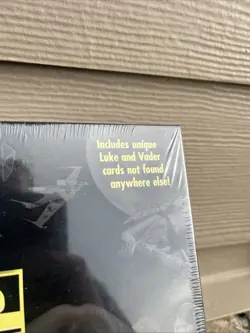 Includes unique
Luke and Vader
cards not found
anywhere else!